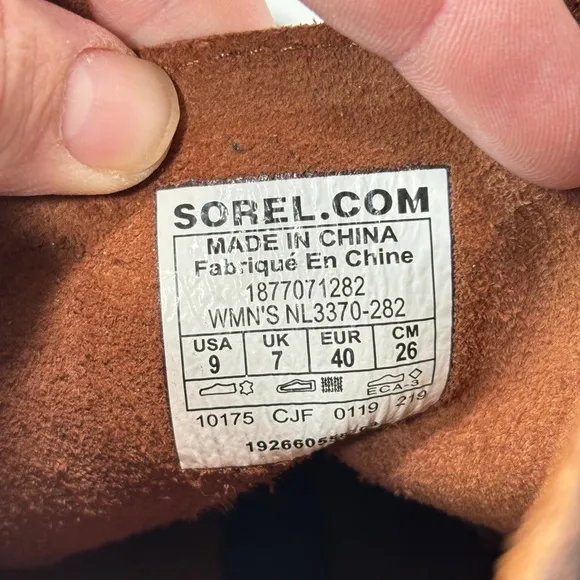 SOREL.COM
MADE IN CHINA
Fabriqué En Chine
1877071282
WMN'S NL3370-282
USA UK EUR CM
9 7 40 26
ECA-3
10175 CJF 0119 219